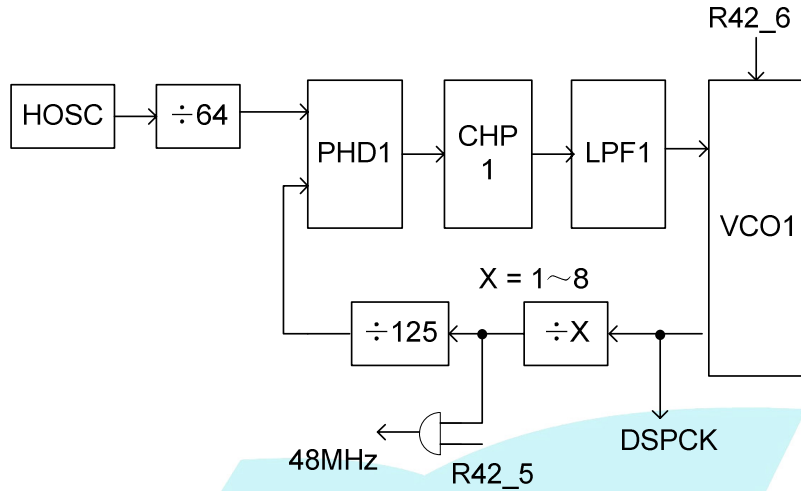 R42_6
HOSC
÷64
PHD1
CHP
1
LPF1
VCO1
X = 1～8
÷125
÷X
48MHz
R42_5
DSPCK